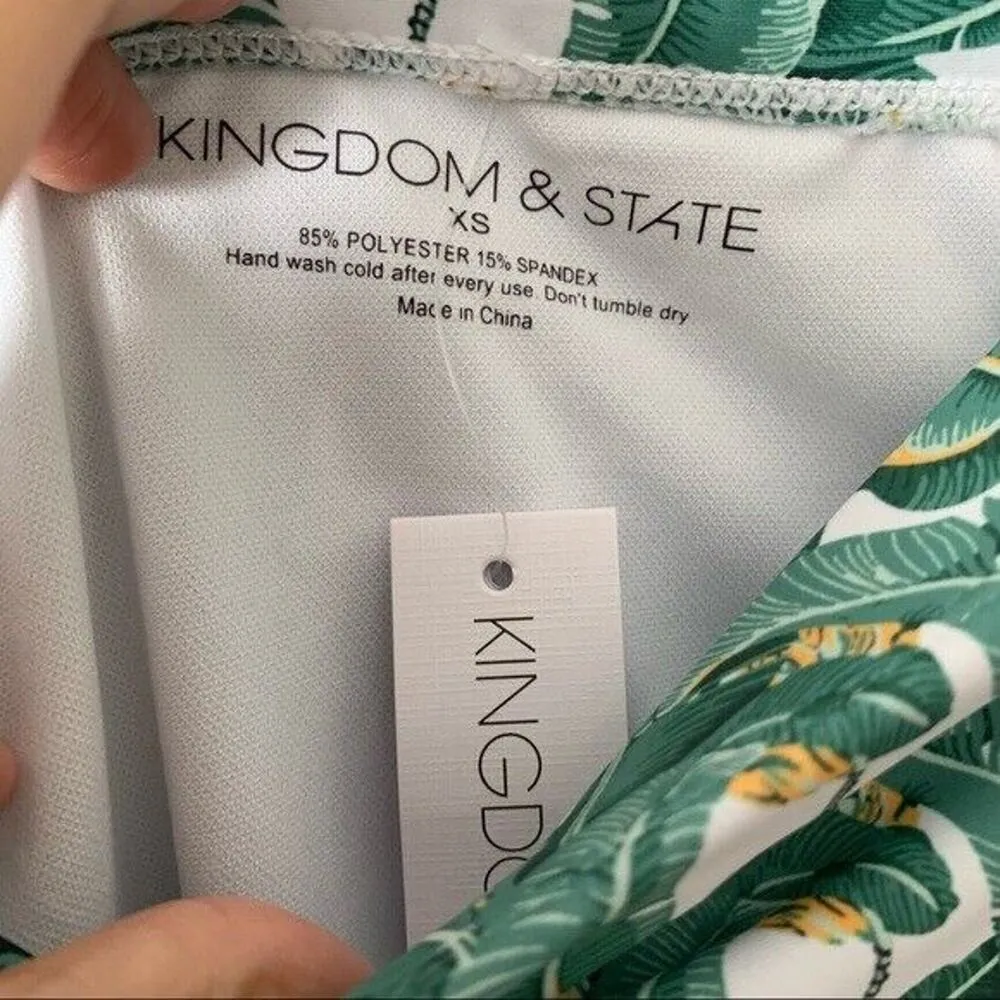 KINGDOM & STATE
XS
85% POLYESTER 15% SPANDEX
Hand wash cold after every use. Don't tumble dry
Made in China
KINGDO